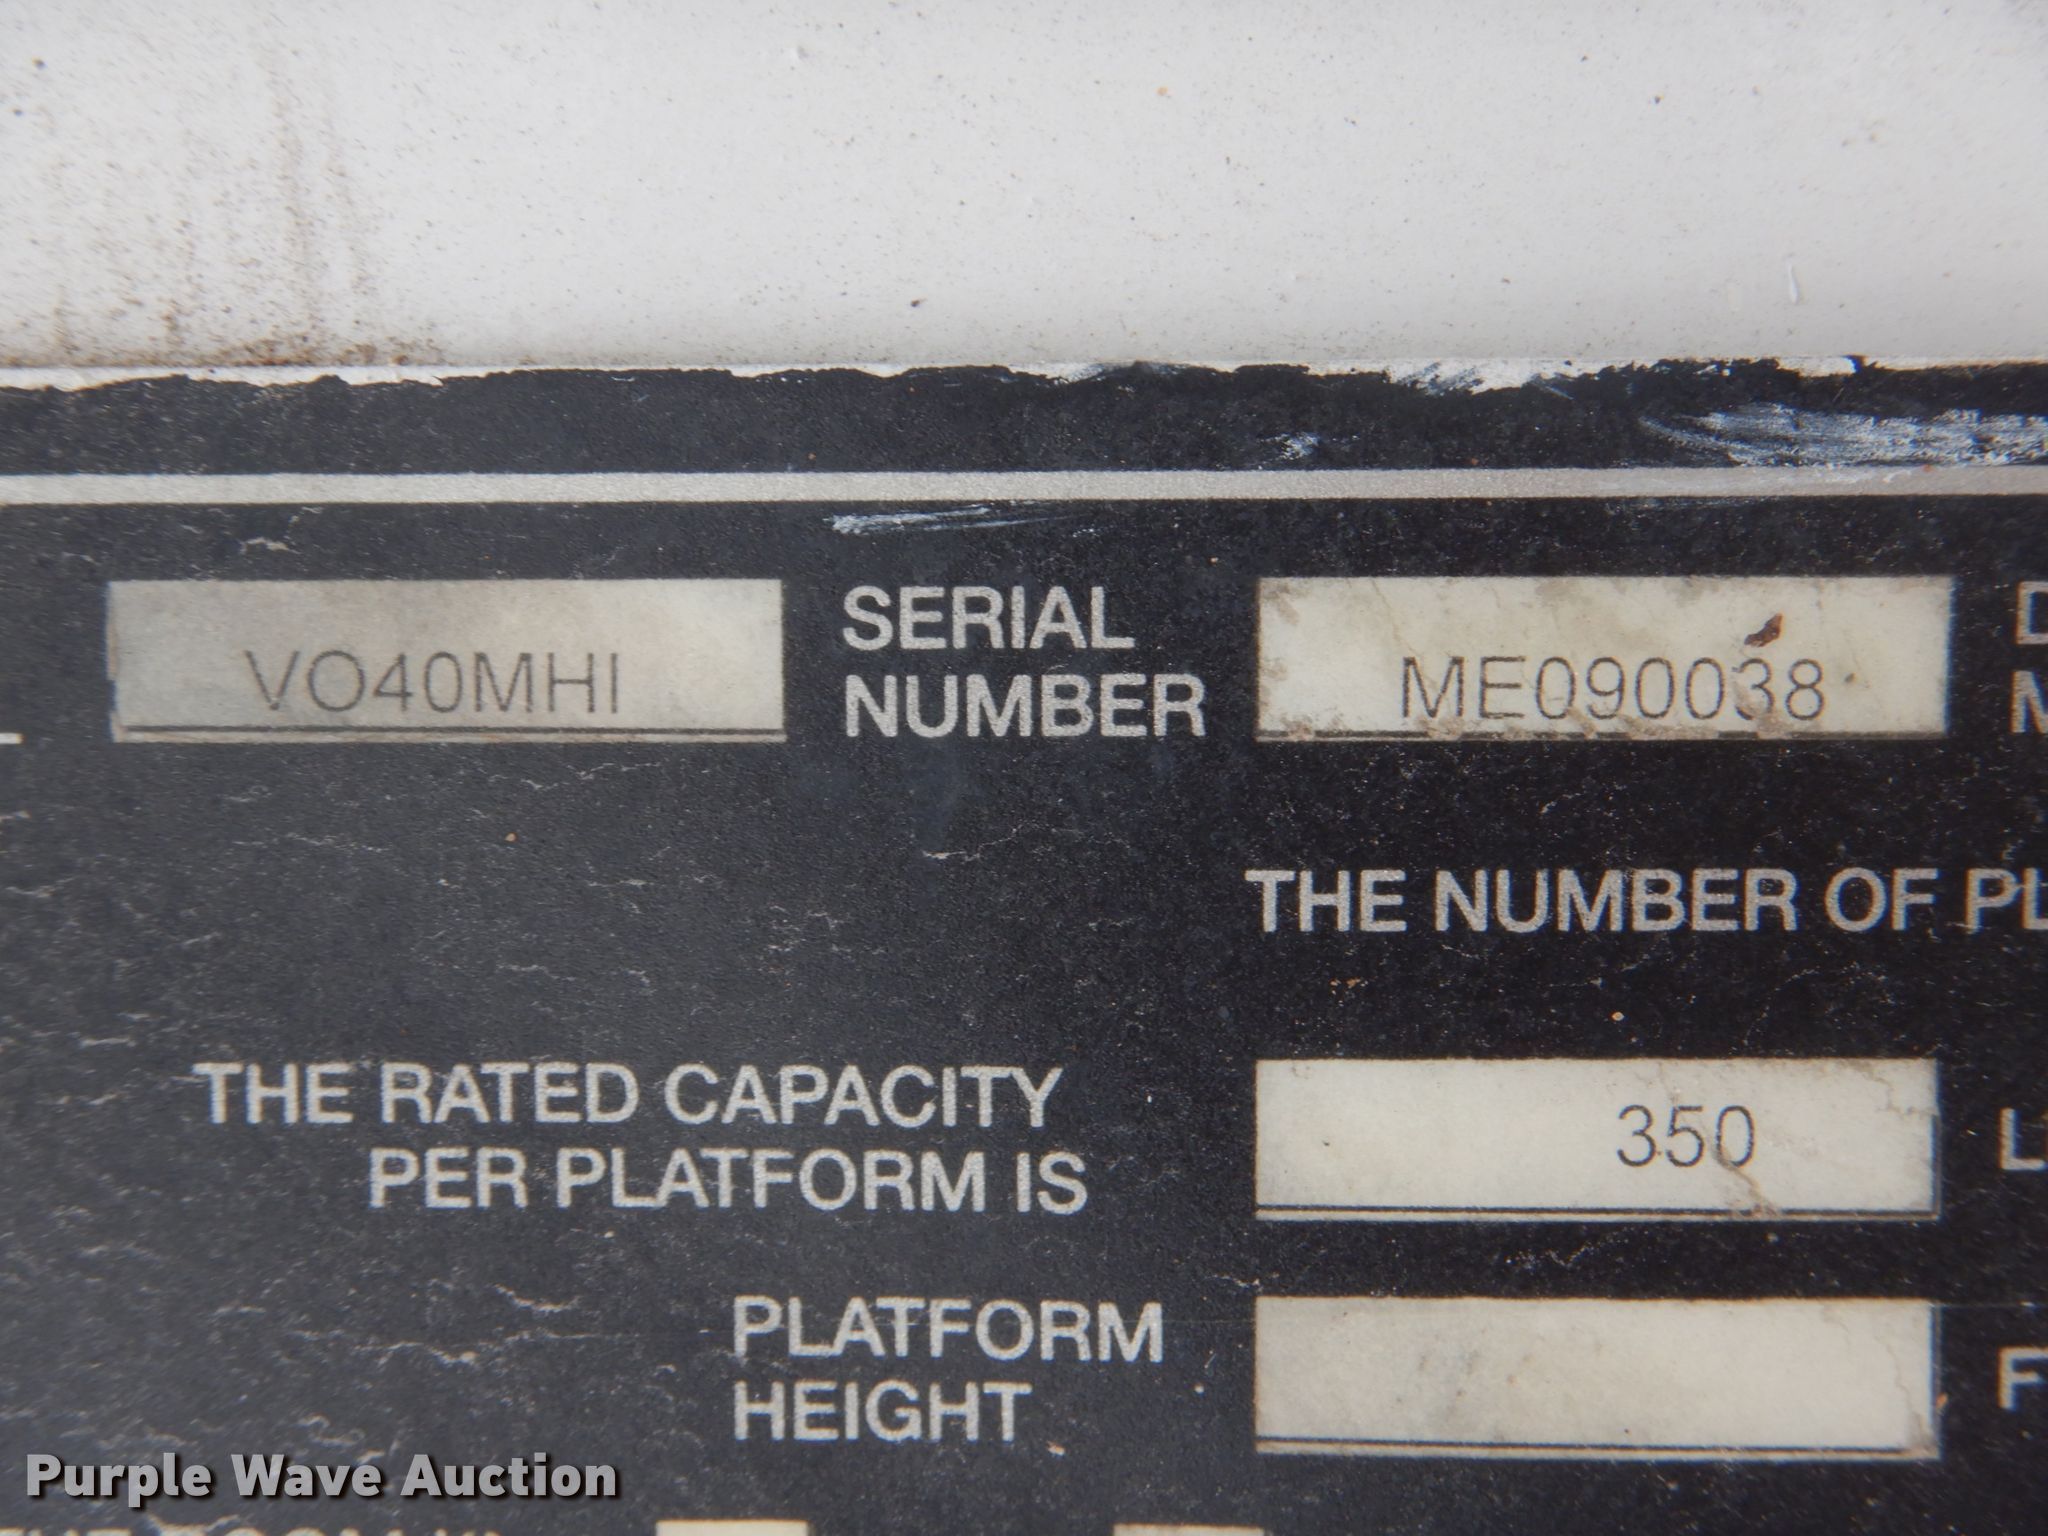 VO40MHI
SERIAL
NUMBER
ME090038
THE NUMBER OF PL
THE RATED CAPACITY
PER PLATFORM IS
350
PLATFORM
HEIGHT
F
Purple Wave Auction